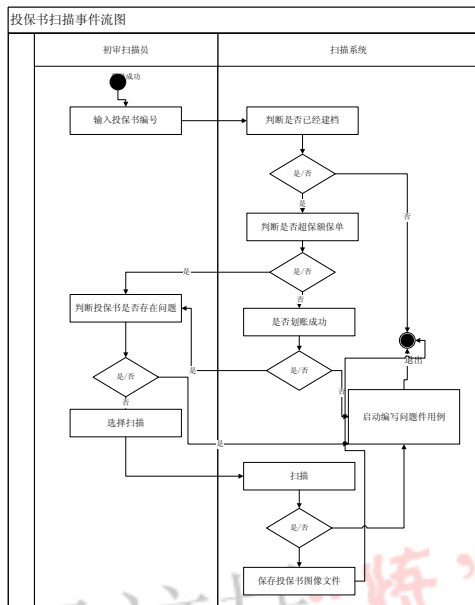 投保书扫描事件流图
初审扫描员
扫描系统
成功
输入投保书编号
判断是否已经建档
是/否
是
否
判断是否超保额保单
是/否
是
否
判断投保书是否存在问题
是否划账成功
是/否
是/否
是
否
退出
否
选择扫描
启动编写问题件用例
是
扫描
是/否
保存投保书图像文件